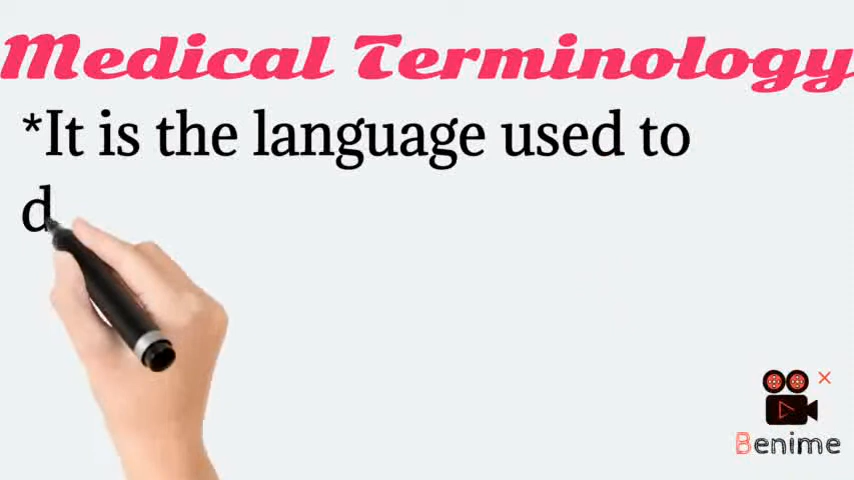 Medical Terminology
*It is the language used to
d
Benime